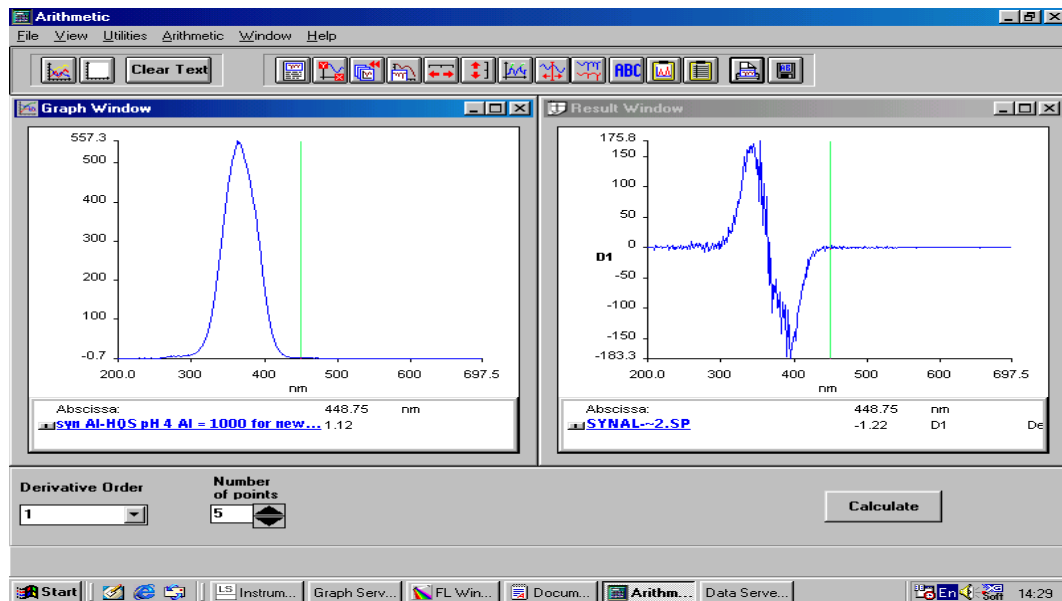 Arithmetic
File View Utilities Arithmetic Window Help
Clear Text
ABC
Graph Window
557.3
500
400
300
200
100
-0.7
200.0 300 400 500 600 697.5
nm
Abscissa: 448.75 nm
syn Al-HQS pH 4 Al = 1000 for new... 1.12
Result Window
175.8
150
100
50
0
D1
-50
-100
-150
-183.3
200.0 300 400 500 600 697.5
nm
Abscissa: 448.75 nm
SYNAL-~2.SP -1.22 D1 De
Derivative Order
1
Number
of points
5
Calculate
Start LS Instrum... Graph Serv... FL Win... Docum... Arithm... Data Serve... En 14:29